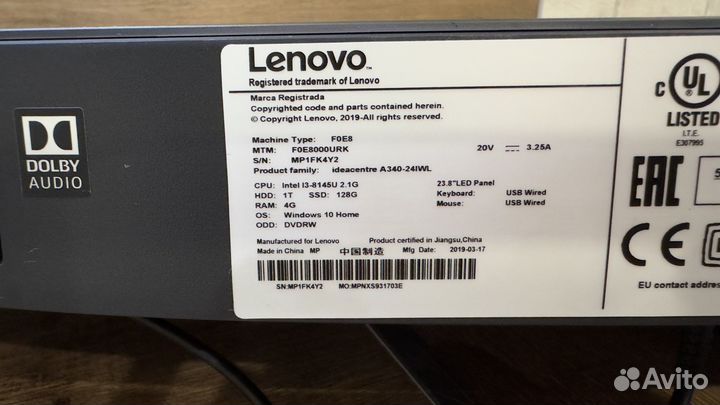 Lenovo™
Registered trademark of Lenovo
Marca Registrada
Copyrighted code and parts contained herein.
© Copyright Lenovo, 2019-All rights reserved.
Machine Type: F0E8
MTM: F0E8000URK 20V ⎓ 3.25A
S/N: MP1FK4Y2
Product family: ideacentre A340-24IWL
CPU: Intel I3-8145U 2.1G 23.8"LED Panel
HDD: 1T SSD: 128G Keyboard: USB Wired
RAM: 4G Mouse: USB Wired
OS: Windows 10 Home
ODD: DVDRW
Manufactured for Lenovo Product certified in Jiangsu,China
Made in China MP 中国制造 Mfg Date: 2019-03-17
SN:MP1FK4Y2 MO:MPNXS931703E
DOLBY
AUDIO
C UL
LISTED
I.T.E.
E307995
EAC
5
CE
EU contact address
Avito